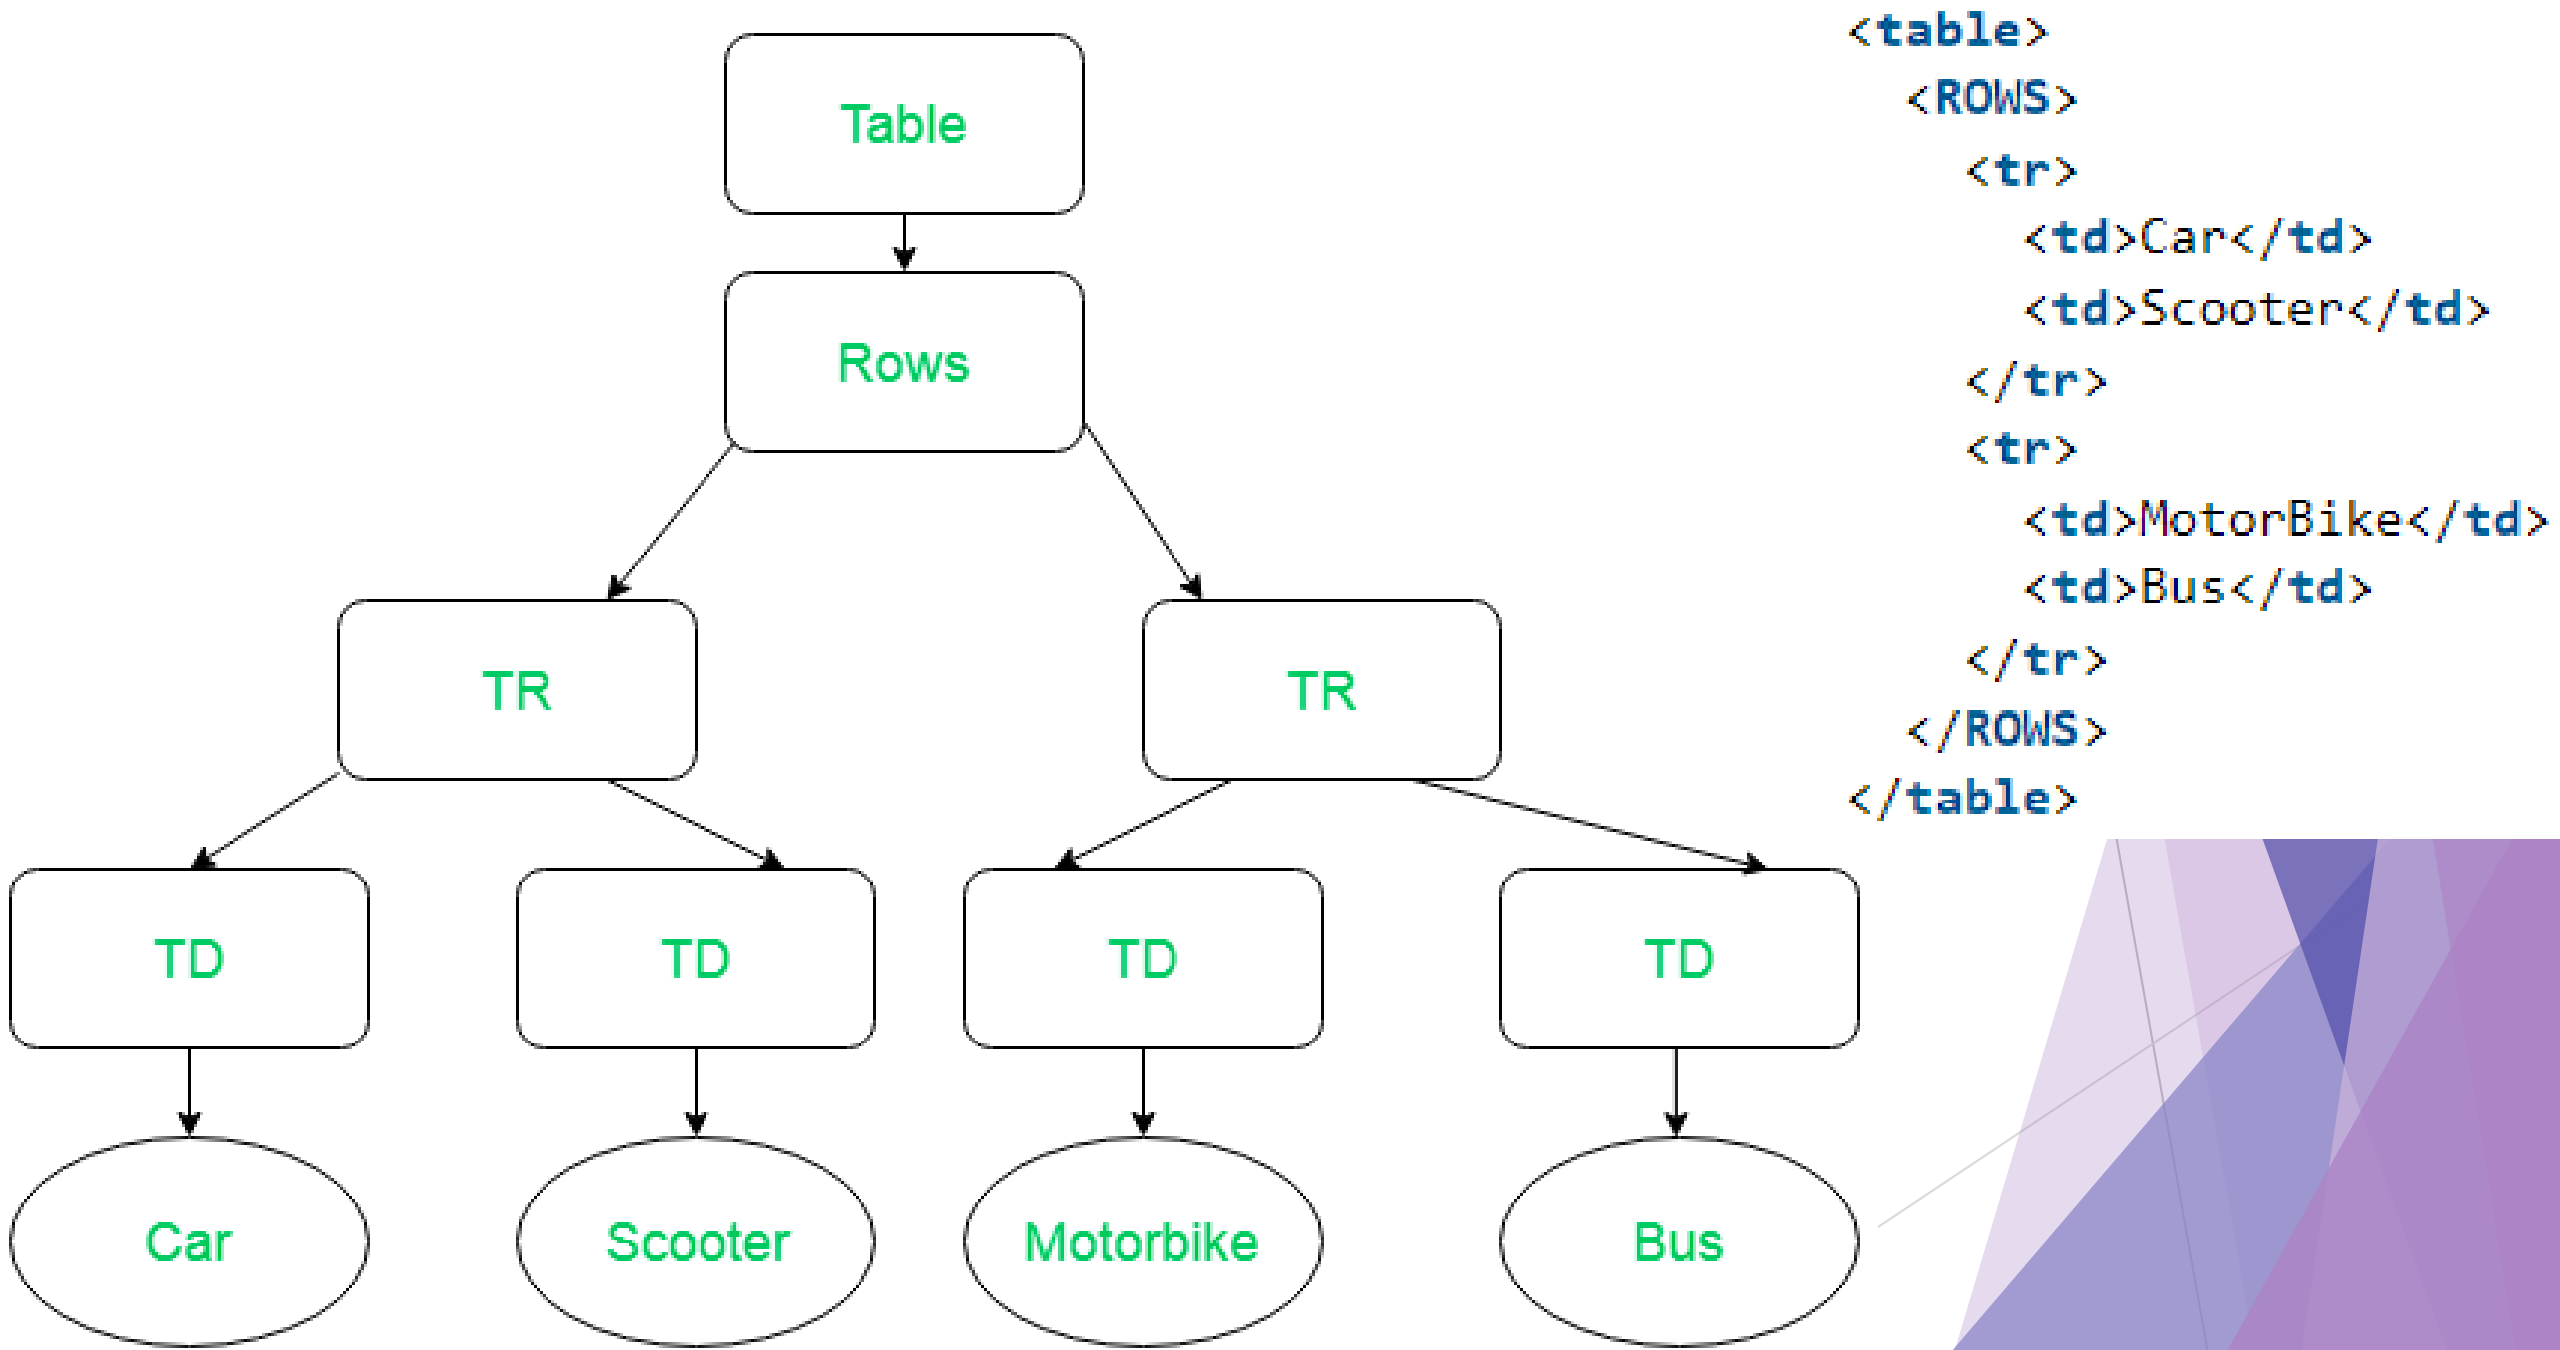 Table
Rows
TR TR
TD TD TD TD
Car Scooter Motorbike Bus
<table>
<ROWS>
<tr>
<td>Car</td>
<td>Scooter</td>
</tr>
<tr>
<td>MotorBike</td>
<td>Bus</td>
</tr>
</ROWS>
</table>